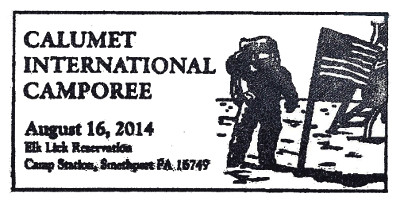 CALUMET
INTERNATIONAL
CAMPOREE
August 16, 2014
Elk Lick Reservation
Camp Station, Smethport PA 16749